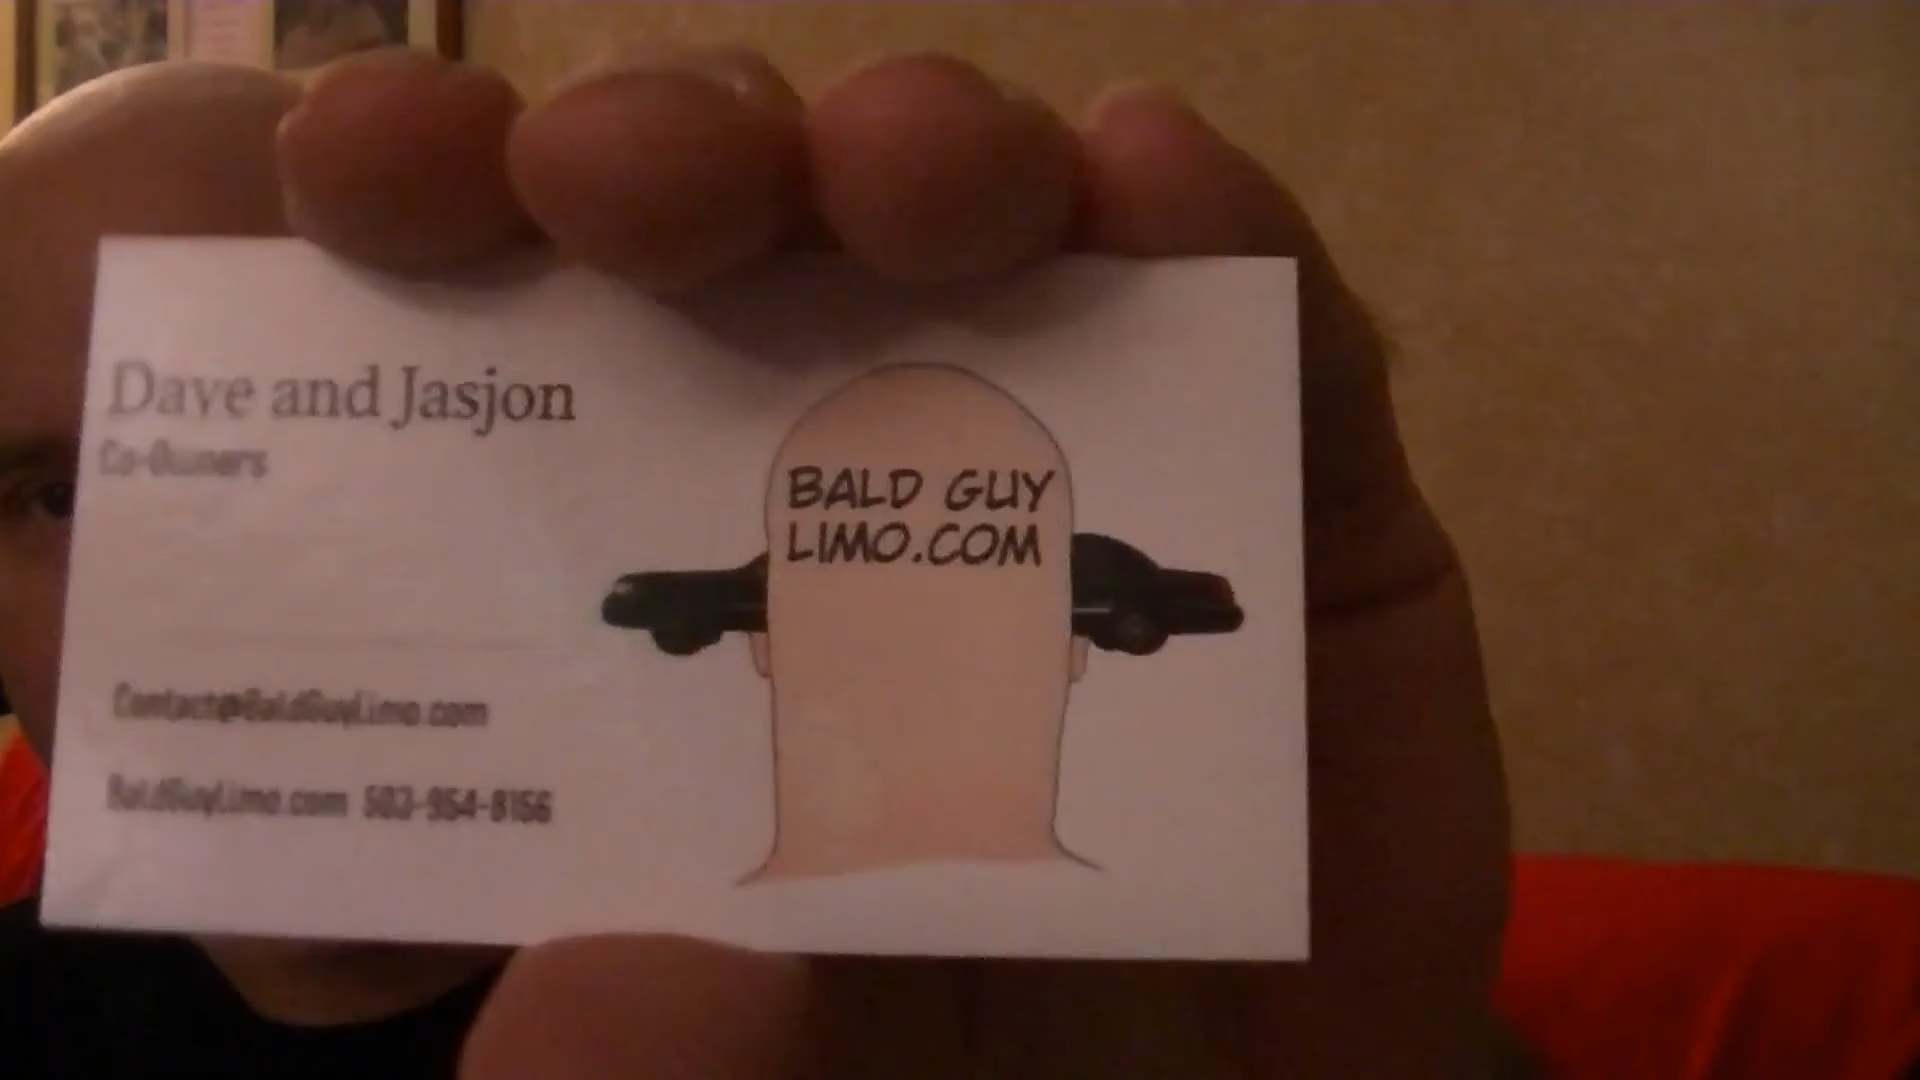 Dave and Jasjon
Co-Owners
BALD GUY
LIMO.COM
Contact@BaldGuyLimo.com
BaldGuyLimo.com 503-954-8156